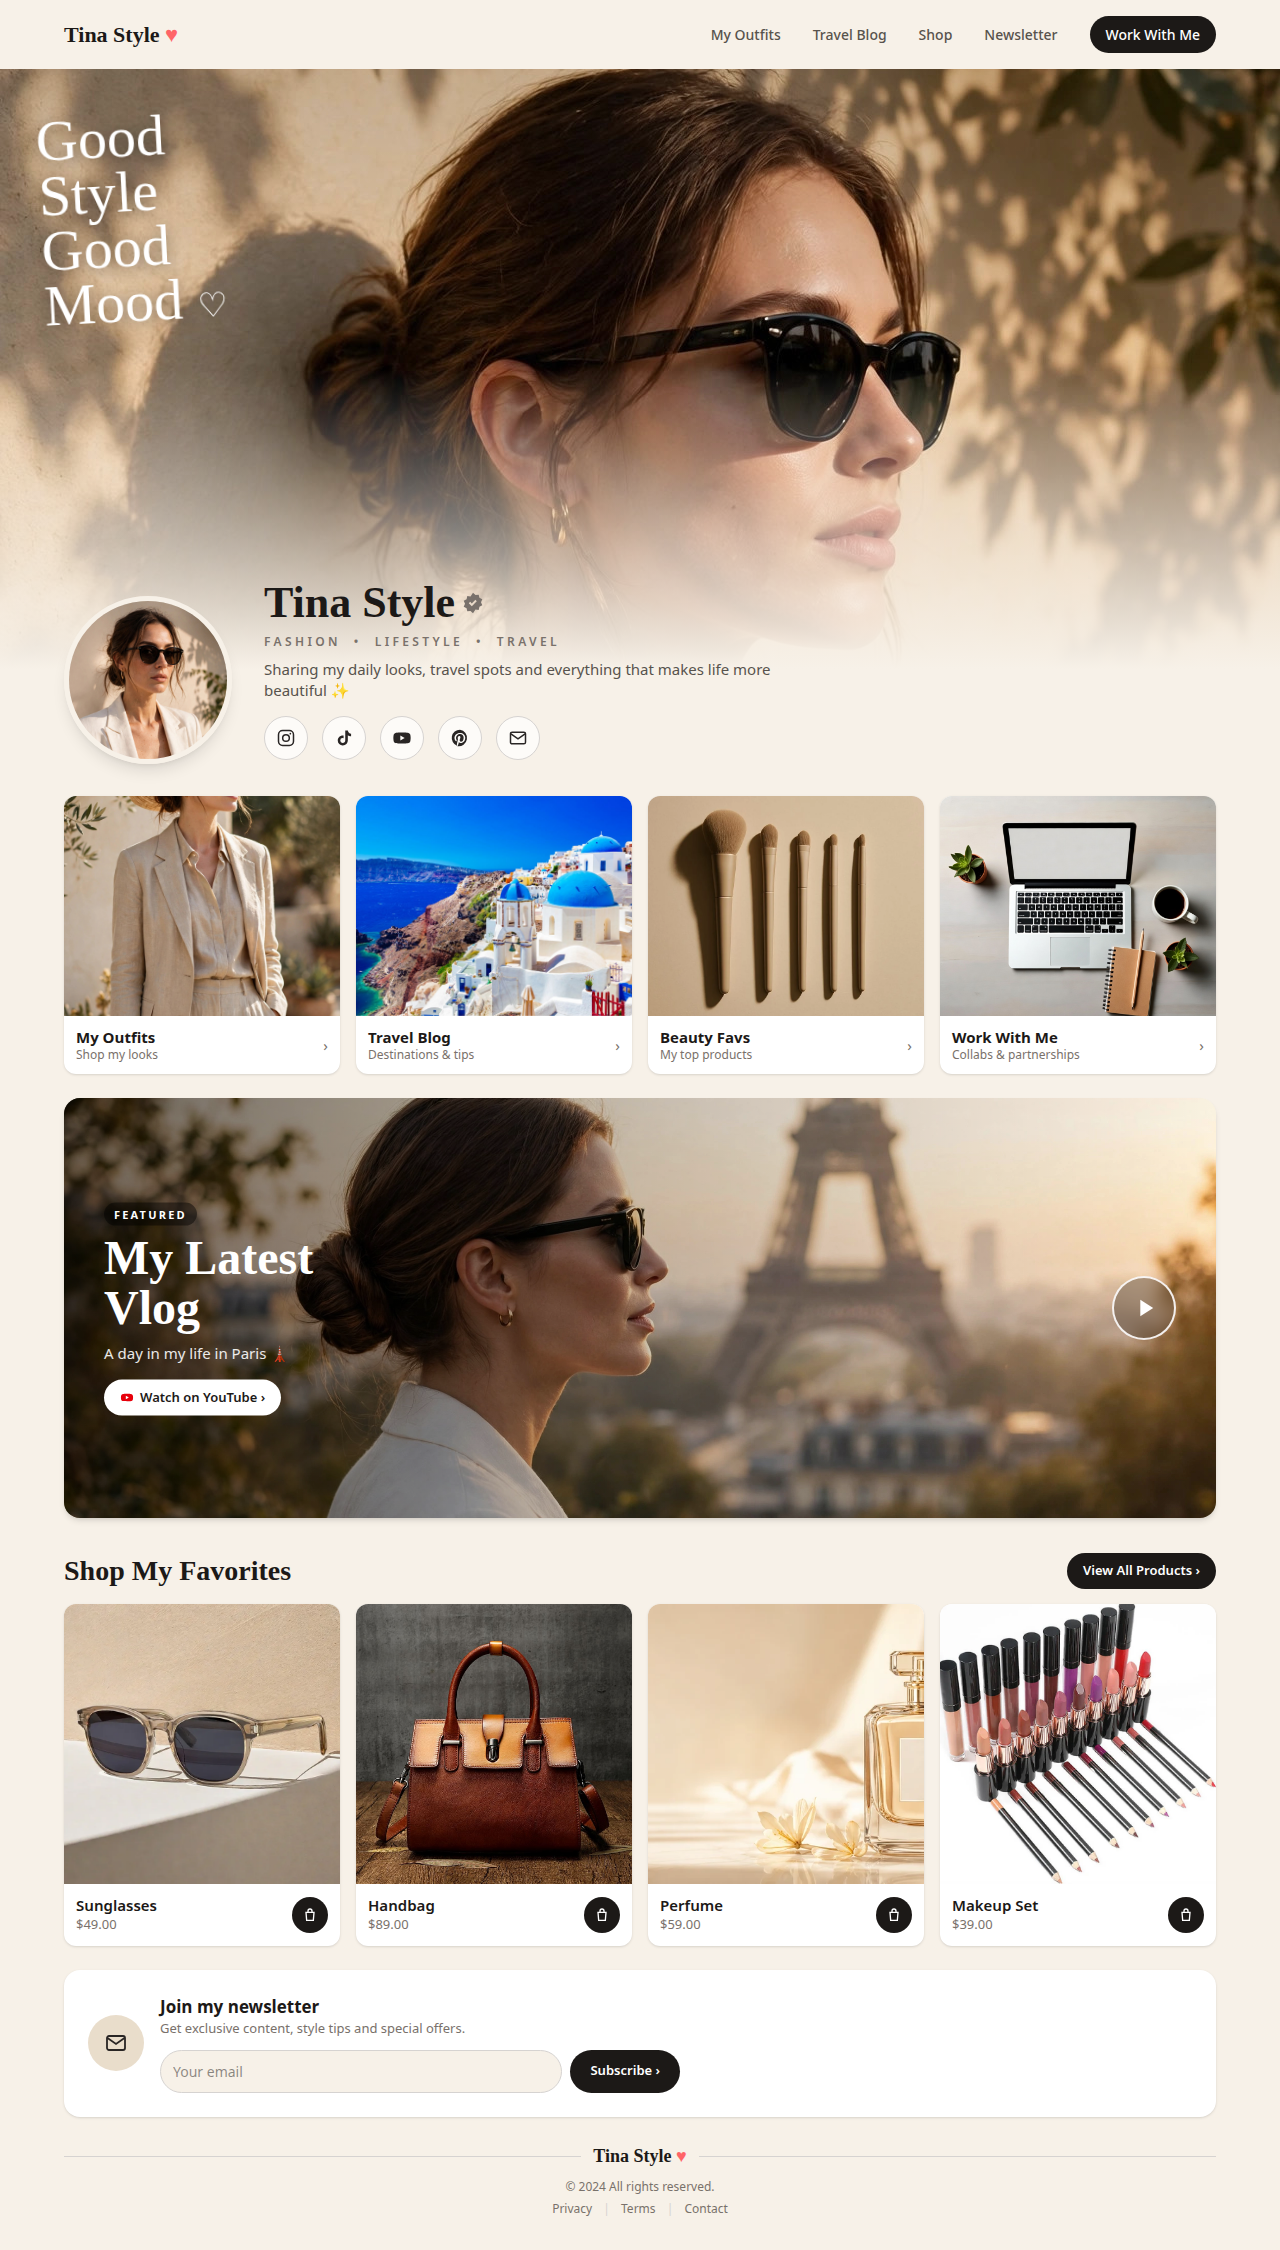 Tina Style ♥
My Outfits
Travel Blog
Shop
Newsletter
Work With Me
Good
Style
Good
Mood ♡
Tina Style
FASHION • LIFESTYLE • TRAVEL
Sharing my daily looks, travel spots and everything that makes life more
beautiful ✨
My Outfits
Shop my looks
›
Travel Blog
Destinations & tips
›
Beauty Favs
My top products
›
Work With Me
Collabs & partnerships
›
FEATURED
My Latest
Vlog
A day in my life in Paris 🗼
Watch on YouTube ›
Shop My Favorites
View All Products ›
Sunglasses
$49.00
Handbag
$89.00
Perfume
$59.00
Makeup Set
$39.00
Join my newsletter
Get exclusive content, style tips and special offers.
Your email
Subscribe ›
Tina Style ♥
© 2024 All rights reserved.
Privacy | Terms | Contact